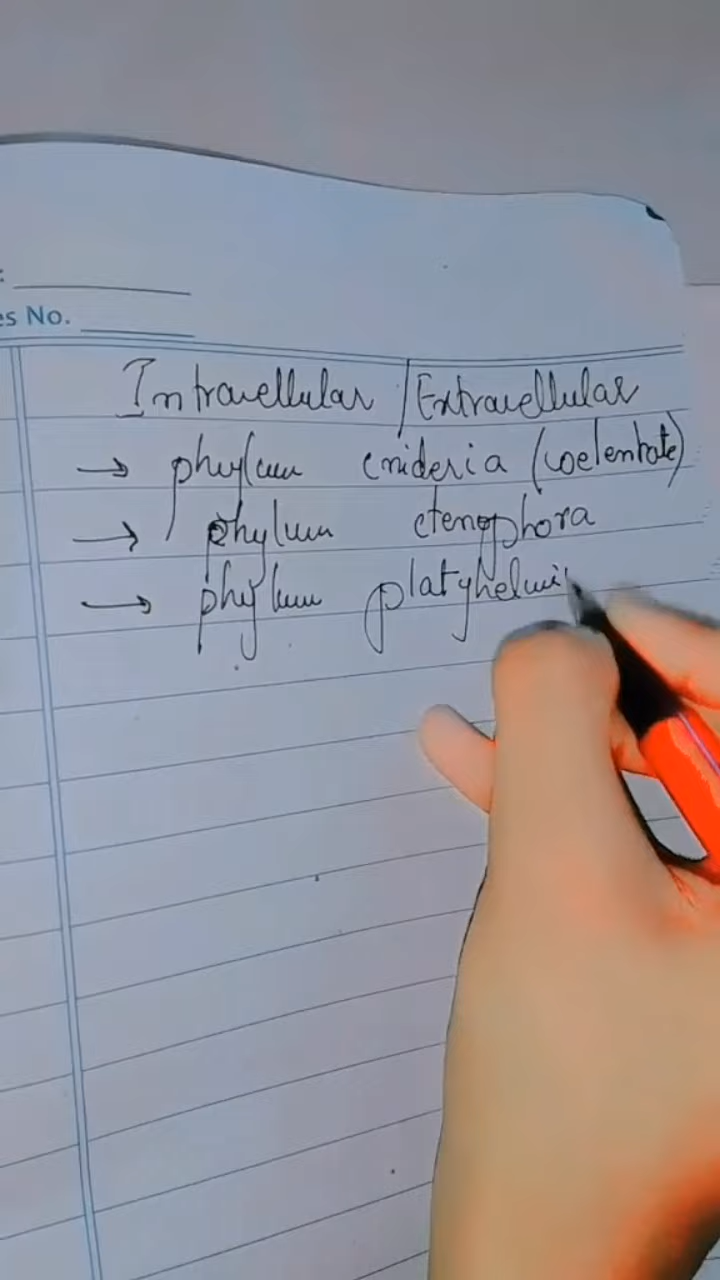 :
es No.
Intracellular / Extracellular
→ phylum cnideria (coelentrate)
→ phylum ctenophora
→ phylum platyhelmi